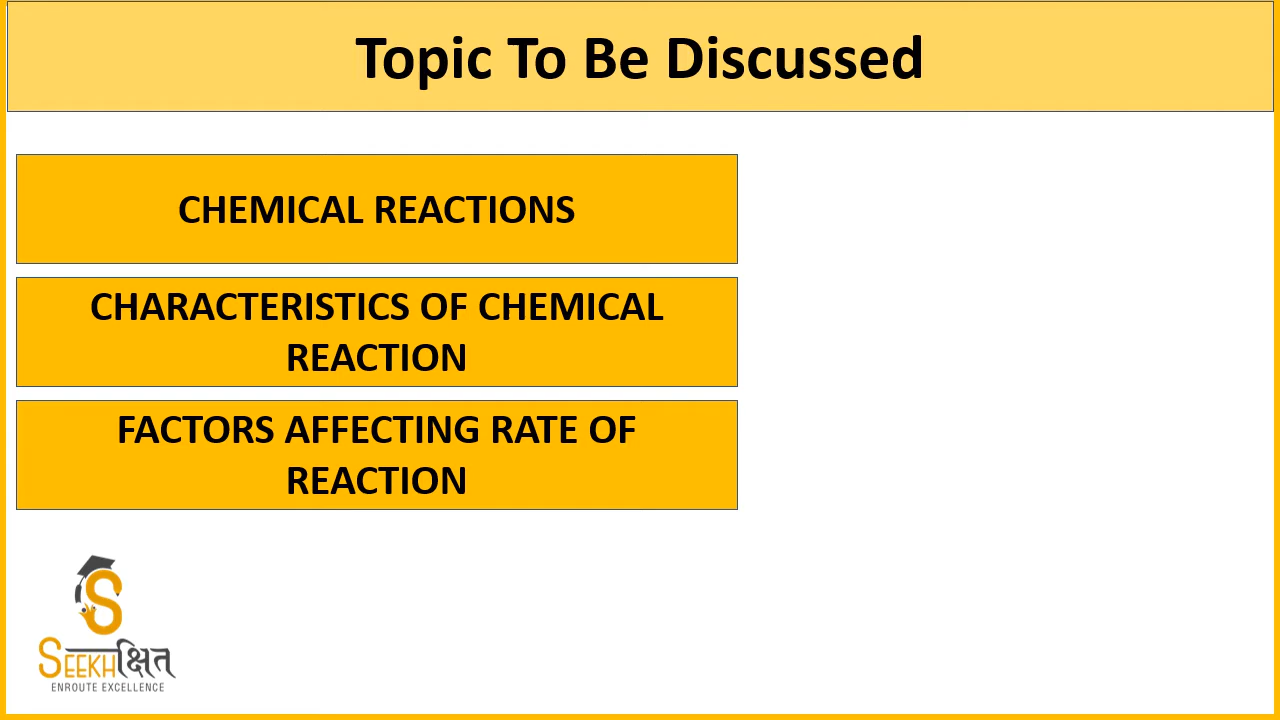 Topic To Be Discussed
CHEMICAL REACTIONS
CHARACTERISTICS OF CHEMICAL
REACTION
FACTORS AFFECTING RATE OF
REACTION
SEEKHक्षित
ENROUTE EXCELLENCE